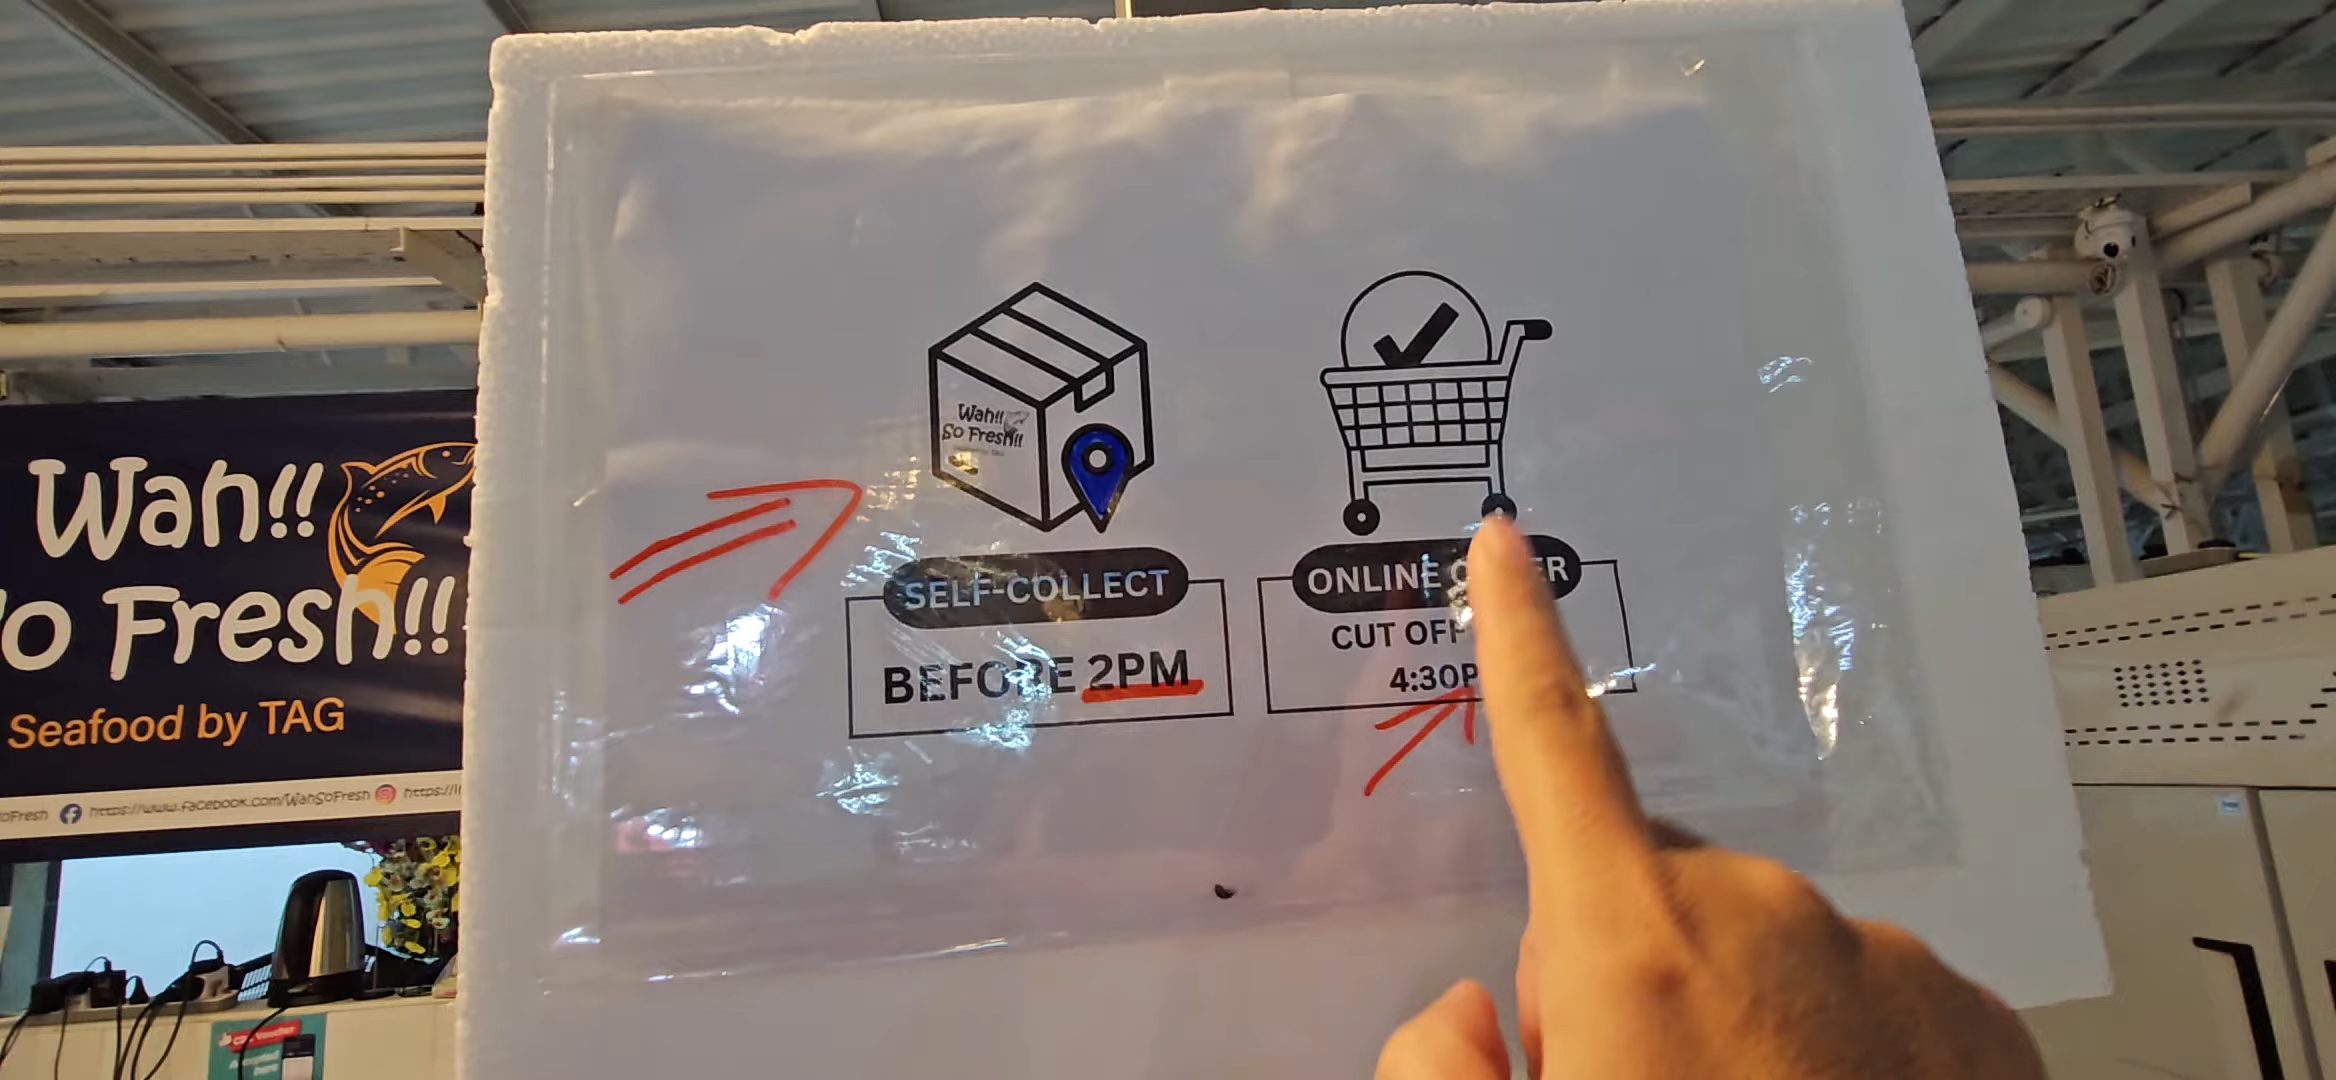 Wah!!
So Fresh!!
SELF-COLLECT
BEFORE 2PM
ONLINE
CUT OFF
4:30P
Wah!!
So Fresh!!
Seafood by TAG
https://www.facebook.com/WahSoFresh